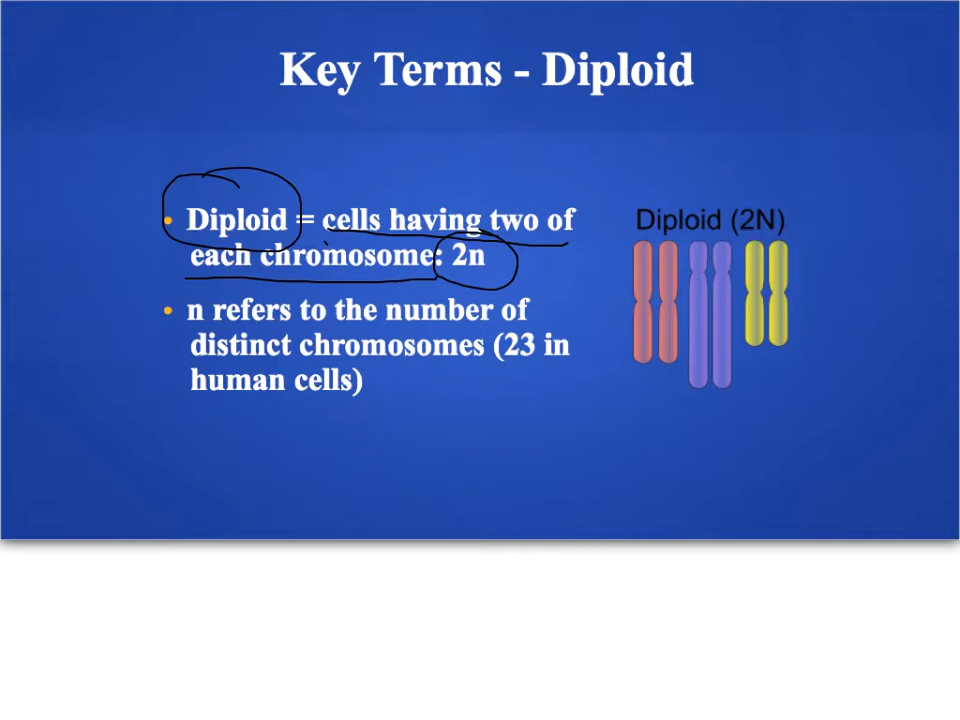 Key Terms - Diploid
• Diploid = cells having two of
each chromosome: 2n
• n refers to the number of
distinct chromosomes (23 in
human cells)
Diploid (2N)